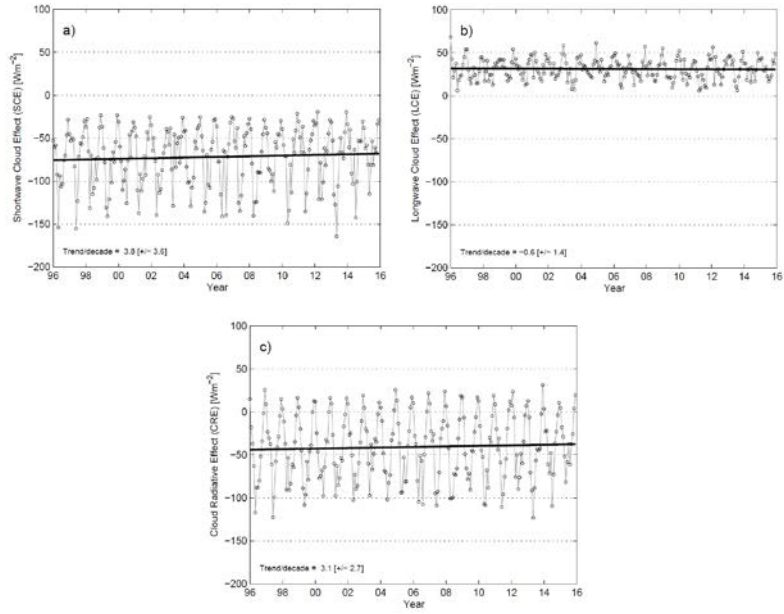 a)
100
50
0
−50
−100
−150
−200
Shortwave Cloud Effect (SCE) [Wm⁻²]
Trend/decade = 3.8 [+/− 3.6]
96 98 00 02 04 06 08 10 12 14 16
Year
b)
100
50
0
−50
−100
−150
−200
Longwave Cloud Effect (LCE) [Wm⁻²]
Trend/decade = −0.6 [+/− 1.4]
96 98 00 02 04 06 08 10 12 14 16
Year
c)
100
50
0
−50
−100
−150
−200
Cloud Radiative Effect (CRE) [Wm⁻²]
Trend/decade = 3.1 [+/− 2.7]
96 98 00 02 04 06 08 10 12 14 16
Year